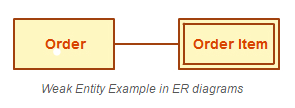 Order
Order Item
Weak Entity Example in ER diagrams